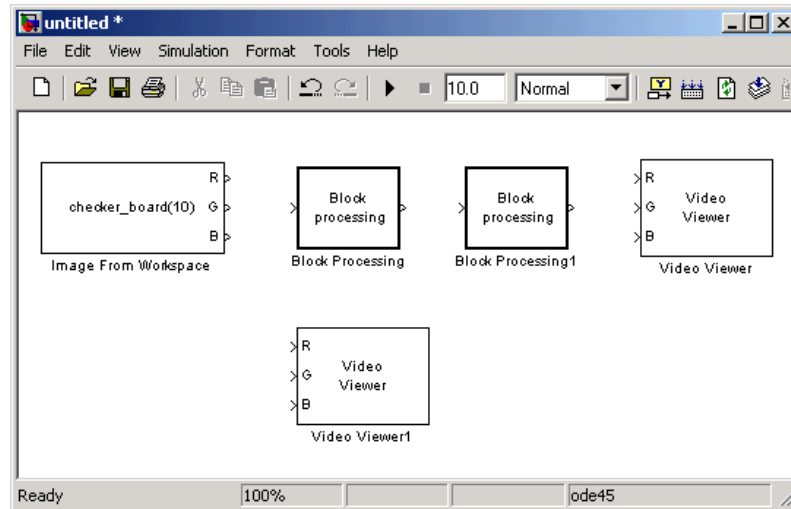 untitled *
File Edit View Simulation Format Tools Help
10.0 Normal
R
checker_board(10) G
B
Image From Workspace
Block
processing
Block Processing
Block
processing
Block Processing1
R
G Video
Viewer
B
Video Viewer
R
Video
G Viewer
B
Video Viewer1
Ready 100% ode45